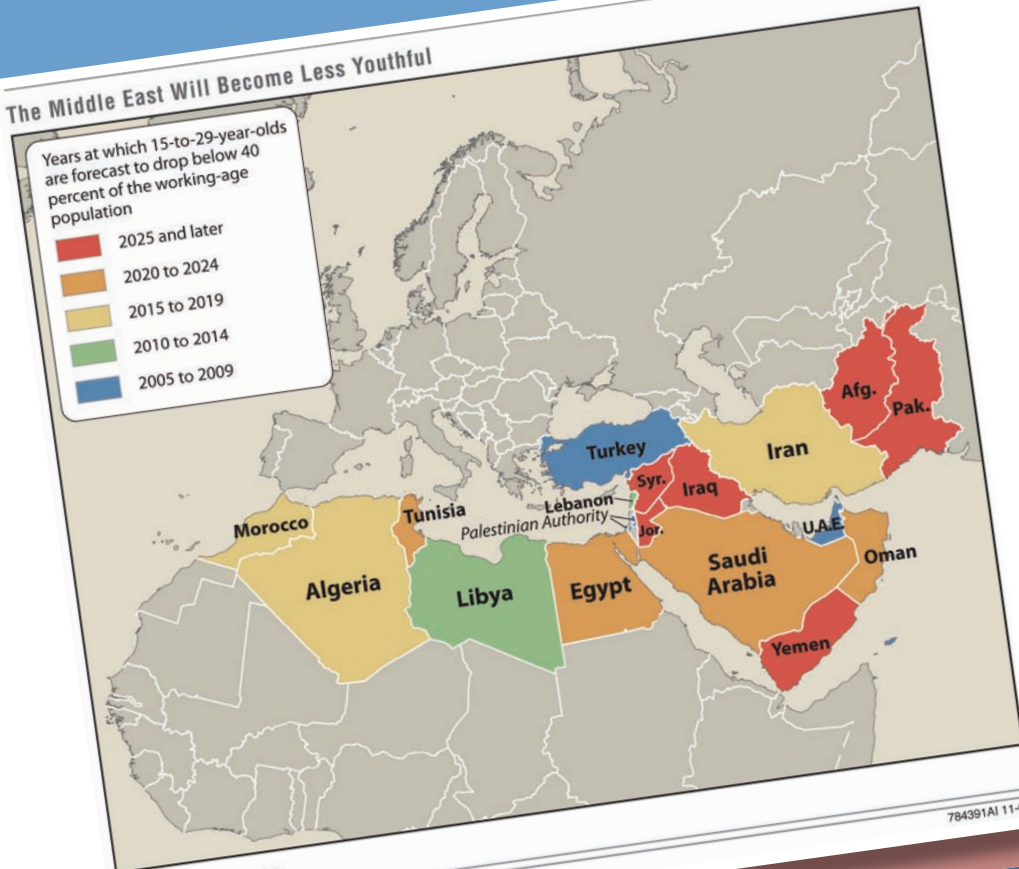 The Middle East Will Become Less Youthful
Years at which 15-to-29-year-olds
are forecast to drop below 40
percent of the working-age
population
2025 and later
2020 to 2024
2015 to 2019
2010 to 2014
2005 to 2009
Afg.
Pak.
Turkey
Iran
Syr.
Iraq
Lebanon
Palestinian Authority
Jor.
Morocco
Tunisia
U.A.E.
Algeria
Libya
Egypt
Saudi
Arabia
Oman
Yemen
784391AI 11-